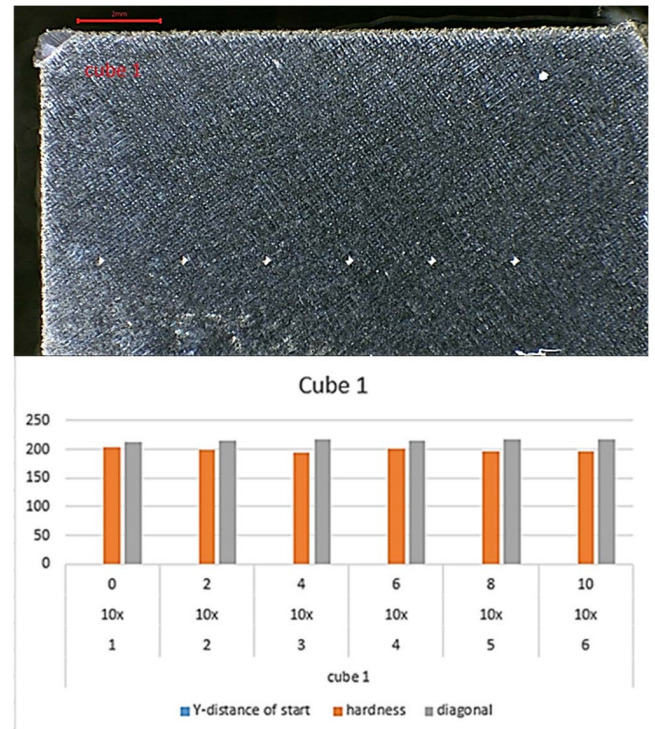 2mm
cube 1
Cube 1
250
200
150
100
50
0
0 2 4 6 8 10
10x 10x 10x 10x 10x 10x
1 2 3 4 5 6
cube 1
Y-distance of start hardness diagonal